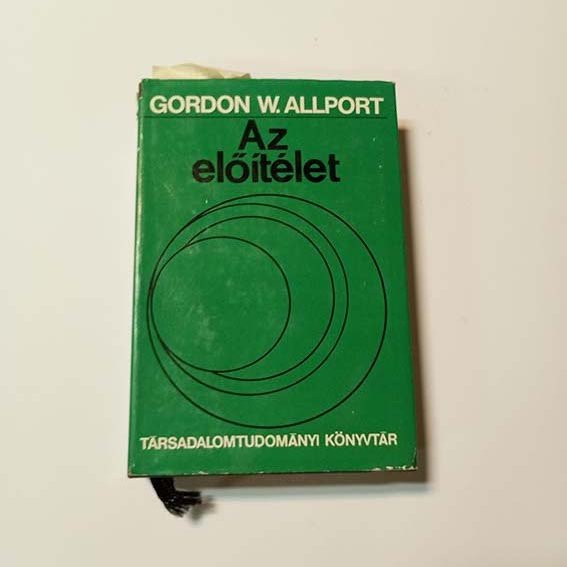 GORDON W. ALLPORT
Az
előítélet
TÁRSADALOMTUDOMÁNYI KÖNYVTÁR